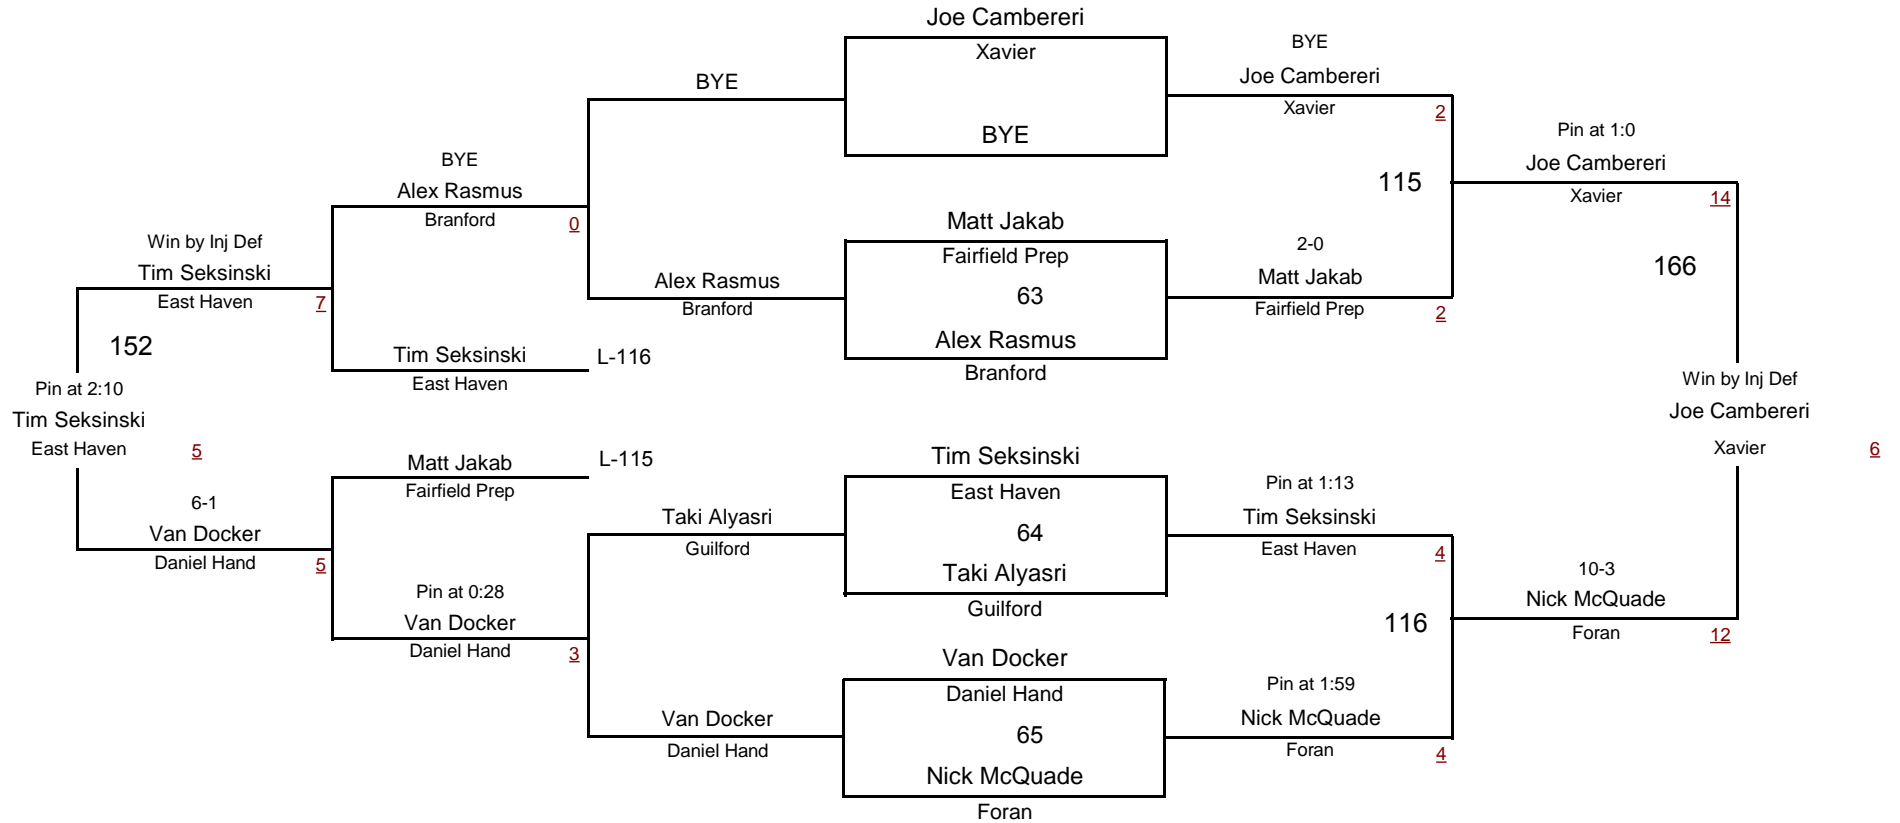 Joe Cambereri
Xavier
BYE
BYE
Joe Cambereri
Xavier
2
BYE
Pin at 1:0
Joe Cambereri
Xavier
14
BYE
BYE
Alex Rasmus
Branford
0
115
Matt Jakab
Fairfield Prep
63
Alex Rasmus
Branford
2-0
Matt Jakab
Fairfield Prep
2
166
Win by Inj Def
Tim Seksinski
East Haven
7
Alex Rasmus
Branford
152
Tim Seksinski
East Haven
L-116
Pin at 2:10
Tim Seksinski
East Haven
5
Win by Inj Def
Joe Cambereri
Xavier
6
Matt Jakab
Fairfield Prep
L-115
Tim Seksinski
East Haven
64
Taki Alyasri
Guilford
Pin at 1:13
Tim Seksinski
East Haven
4
6-1
Van Docker
Daniel Hand
5
Taki Alyasri
Guilford
10-3
Nick McQuade
Foran
12
Pin at 0:28
Van Docker
Daniel Hand
3
116
Van Docker
Daniel Hand
65
Nick McQuade
Foran
Pin at 1:59
Nick McQuade
Foran
4
Van Docker
Daniel Hand